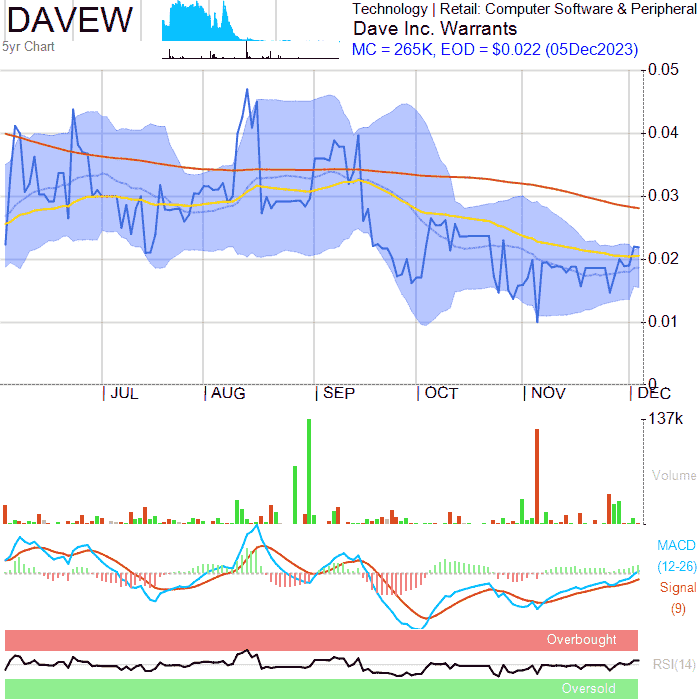 DAVEW
5yr Chart
Technology | Retail: Computer Software & Peripheral
Dave Inc. Warrants
MC = 265K, EOD = $0.022 (05Dec2023)
0.05
0.04
0.03
0.02
0.01
0
JUL
AUG
SEP
OCT
NOV
DEC
137k
Volume
MACD
(12-26)
Signal
(9)
Overbought
RSI(14)
Oversold